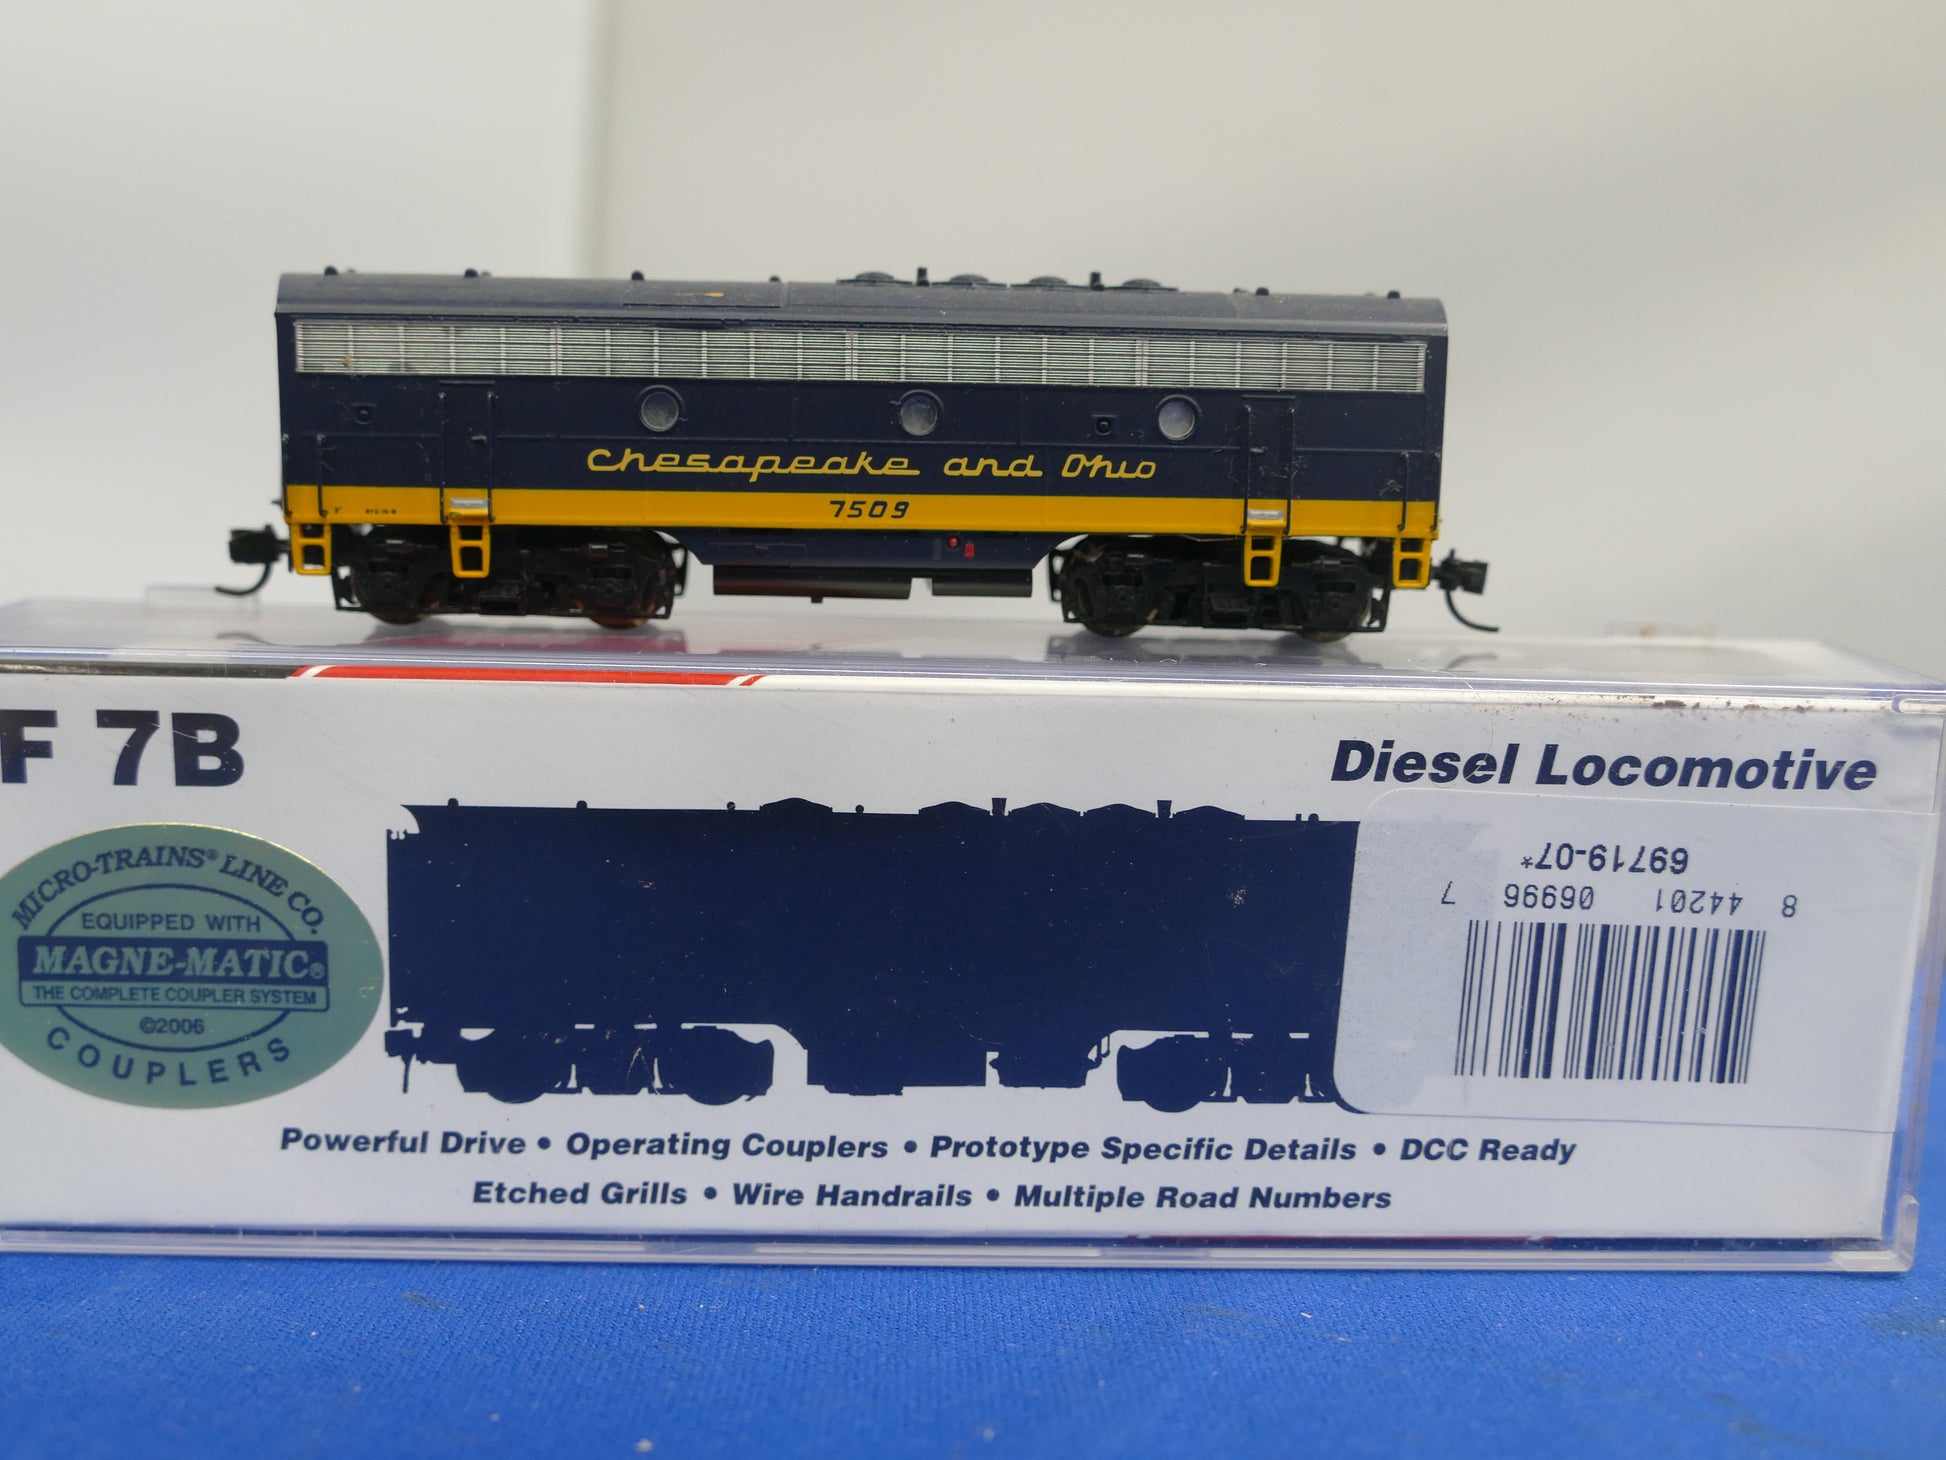 Chesapeake and Ohio
7509
F
F 7B
Diesel Locomotive
MICRO-TRAINS® LINE CO.
EQUIPPED WITH
MAGNE-MATIC®
THE COMPLETE COUPLER SYSTEM
©2006
COUPLERS
69719-07*
8 44201 06996 7
Powerful Drive • Operating Couplers • Prototype Specific Details • DCC Ready
Etched Grills • Wire Handrails • Multiple Road Numbers